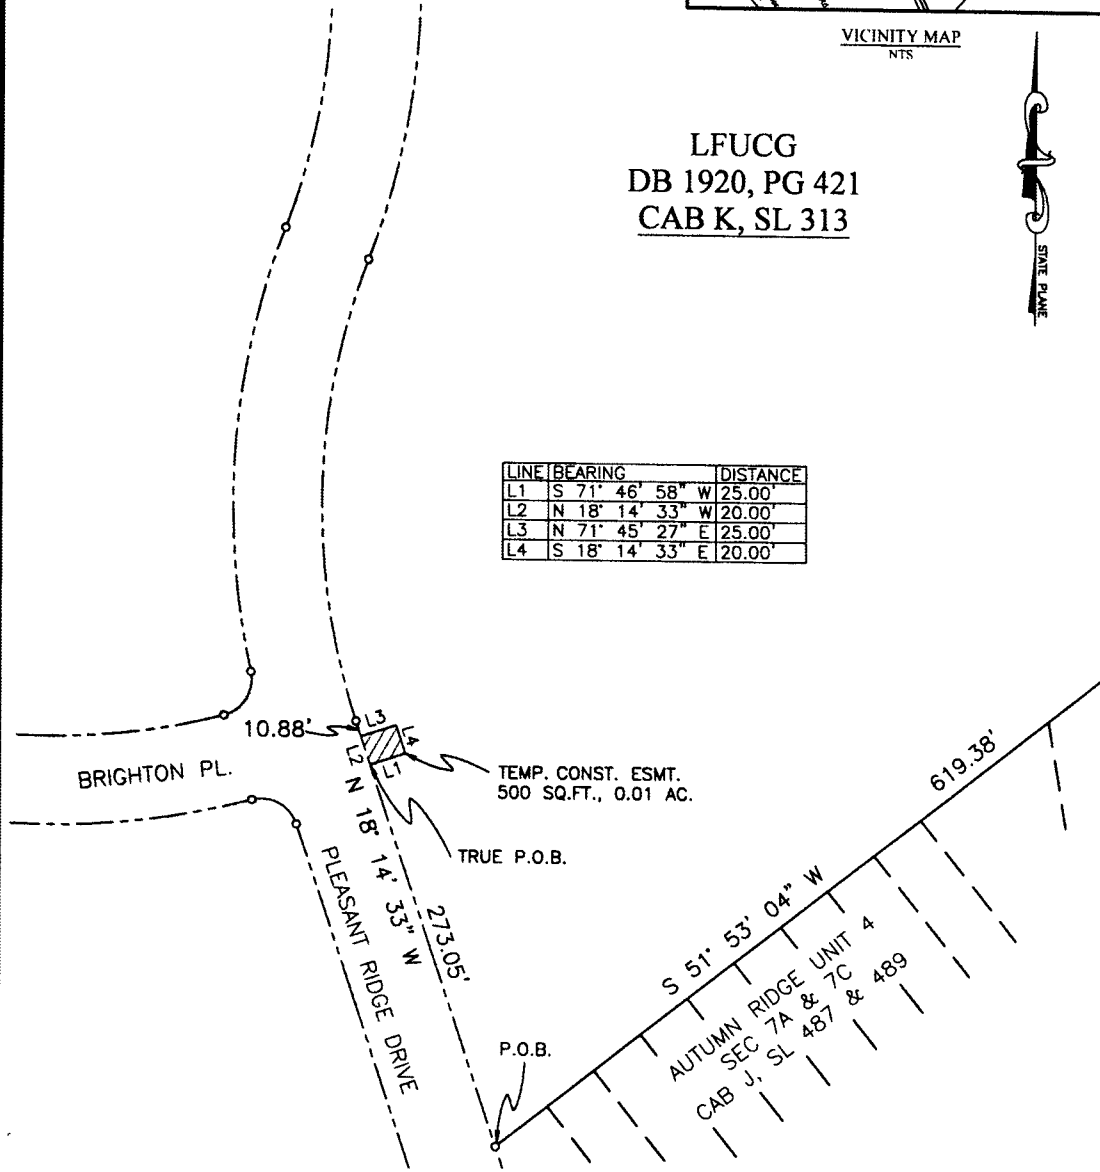 VICINITY MAP
NTS
LFUCG
DB 1920, PG 421
CAB K, SL 313
STATE PLANE
LINE BEARING DISTANCE
L1 S 71° 46' 58" W 25.00'
L2 N 18° 14' 33" W 20.00'
L3 N 71° 45' 27" E 25.00'
L4 S 18° 14' 33" E 20.00'
10.88'
L3
L4
L2
L1
BRIGHTON PL.
TEMP. CONST. ESMT.
500 SQ.FT., 0.01 AC.
TRUE P.O.B.
N 18° 14' 33" W
273.05'
PLEASANT RIDGE DRIVE
619.38'
S 51° 53' 04" W
AUTUMN RIDGE UNIT 4
SEC 7A & 7C
CAB J, SL 487 & 489
P.O.B.